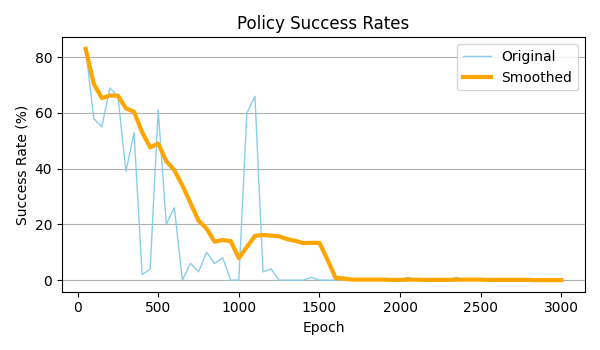 Policy Success Rates
Original
Smoothed
Success Rate (%)
80
60
40
20
0
0 500 1000 1500 2000 2500 3000
Epoch